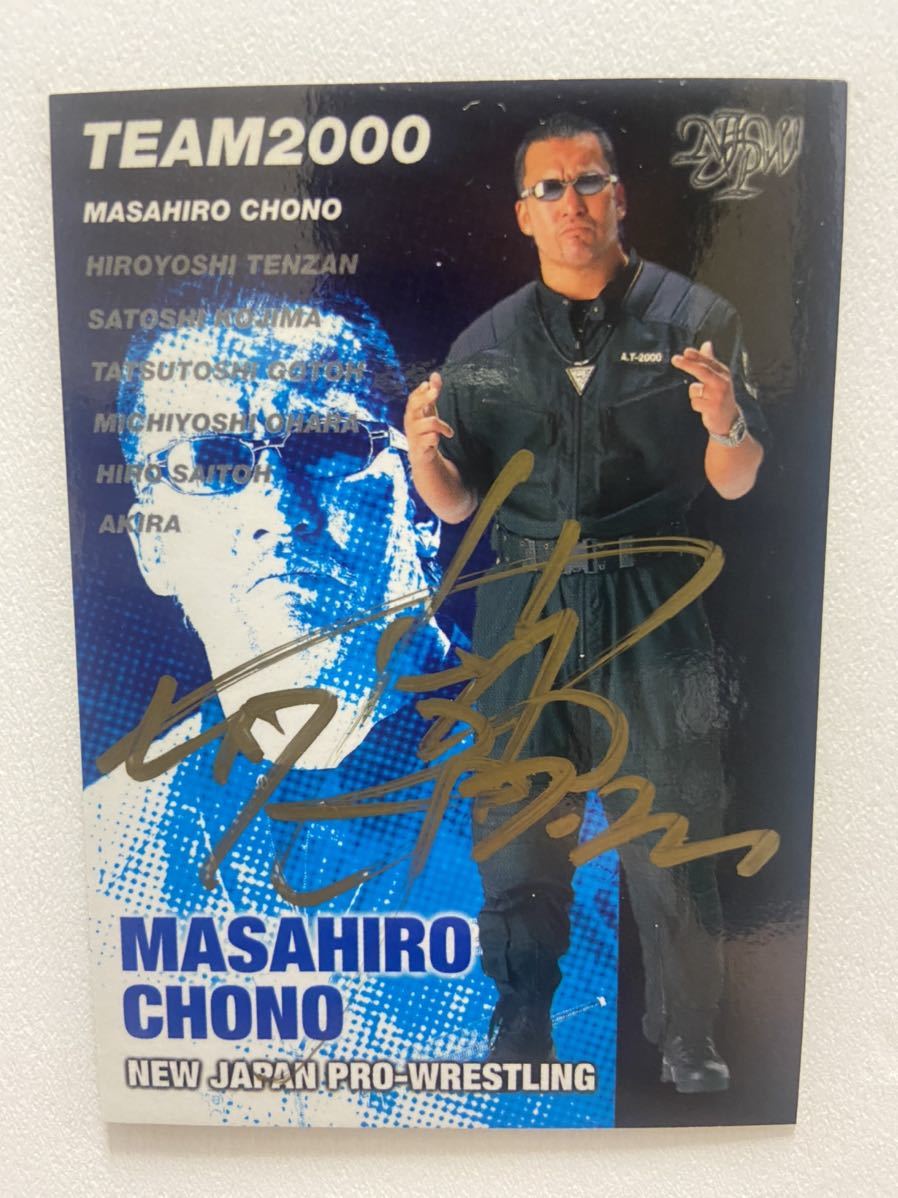 TEAM2000
NJPW
MASAHIRO CHONO
HIROYOSHI TENZAN
SATOSHI KOJIMA
TATSUTOSHI GOTOH
MICHIYOSHI OHARA
HIRO SAITOH
AKIRA
A.T-2000
MASAHIRO
CHONO
NEW JAPAN PRO-WRESTLING